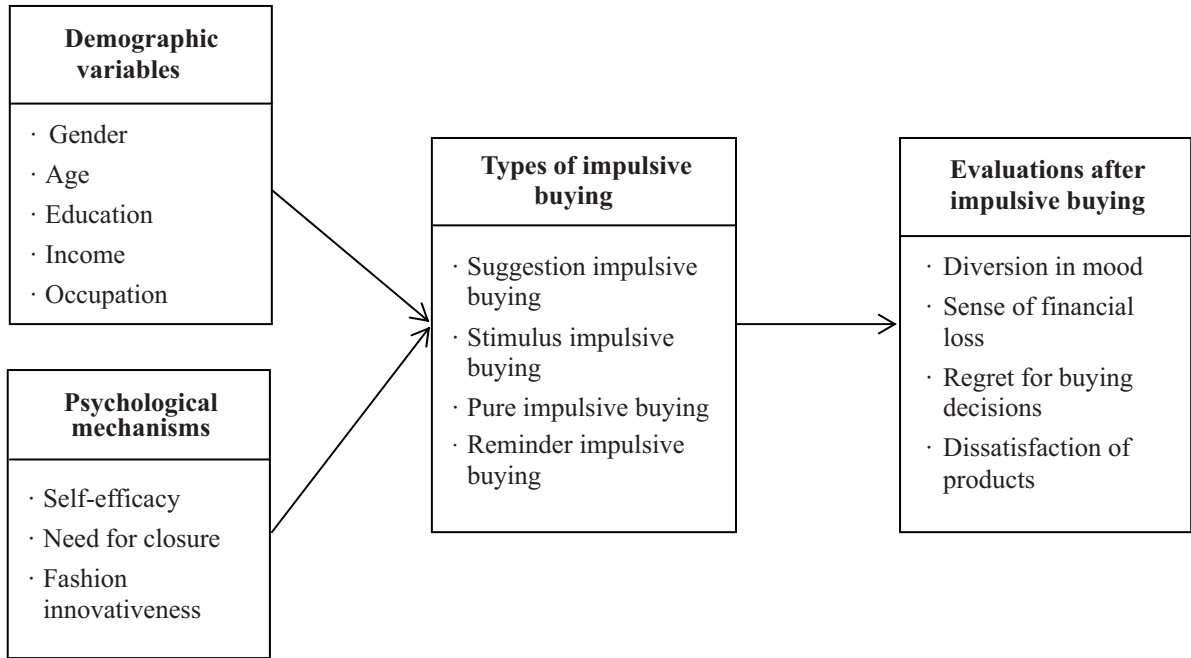 Demographic
variables
· Gender
· Age
· Education
· Income
· Occupation
Psychological
mechanisms
· Self-efficacy
· Need for closure
· Fashion
innovativeness
Types of impulsive
buying
· Suggestion impulsive
buying
· Stimulus impulsive
buying
· Pure impulsive buying
· Reminder impulsive
buying
Evaluations after
impulsive buying
· Diversion in mood
· Sense of financial
loss
· Regret for buying
decisions
· Dissatisfaction of
products